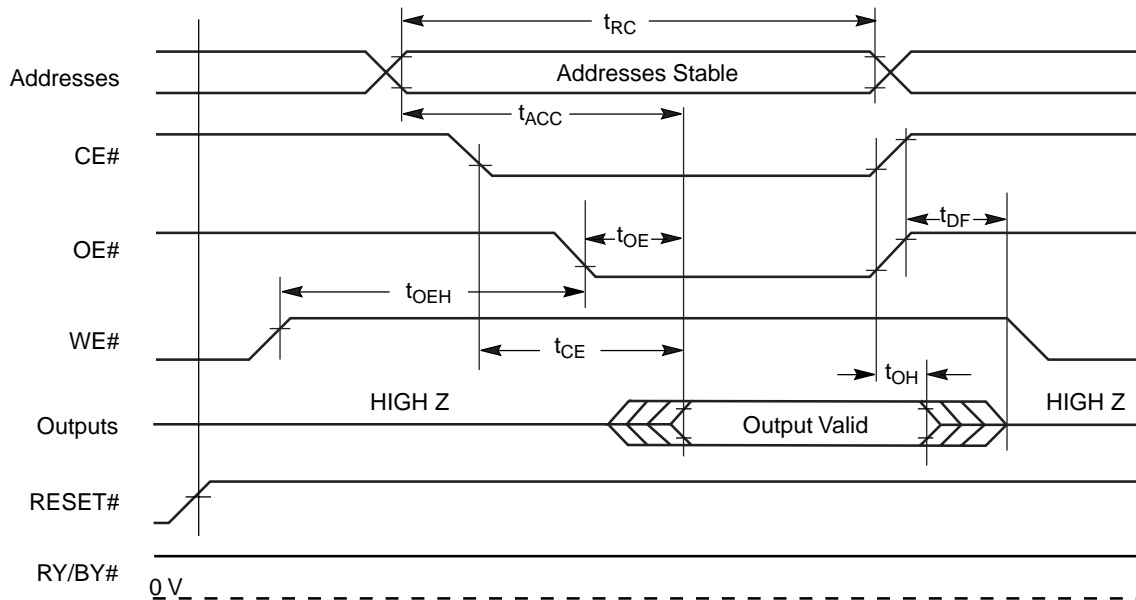 tRC
Addresses
Addresses Stable
tACC
CE#
tDF
OE#
tOE
tOEH
WE#
tCE
tOH
HIGH Z
HIGH Z
Outputs
Output Valid
RESET#
RY/BY#
0 V